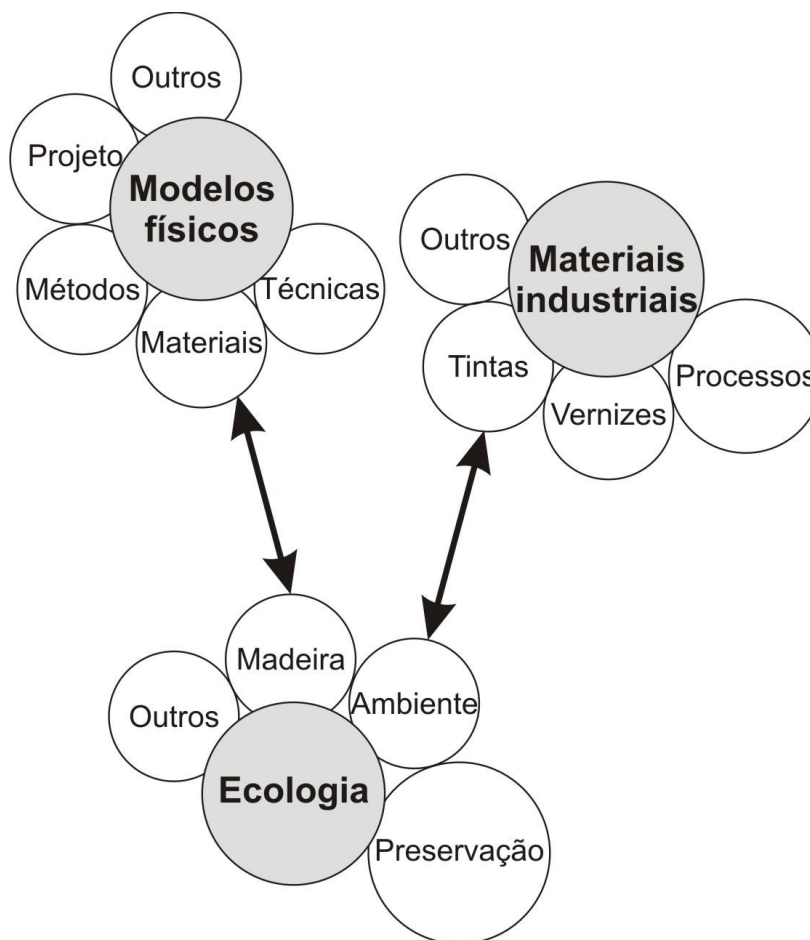 Outros
Projeto
Modelos
físicos
Métodos
Técnicas
Materiais
Outros
Materiais
industriais
Tintas
Processos
Vernizes
Madeira
Outros
Ambiente
Ecologia
Preservação